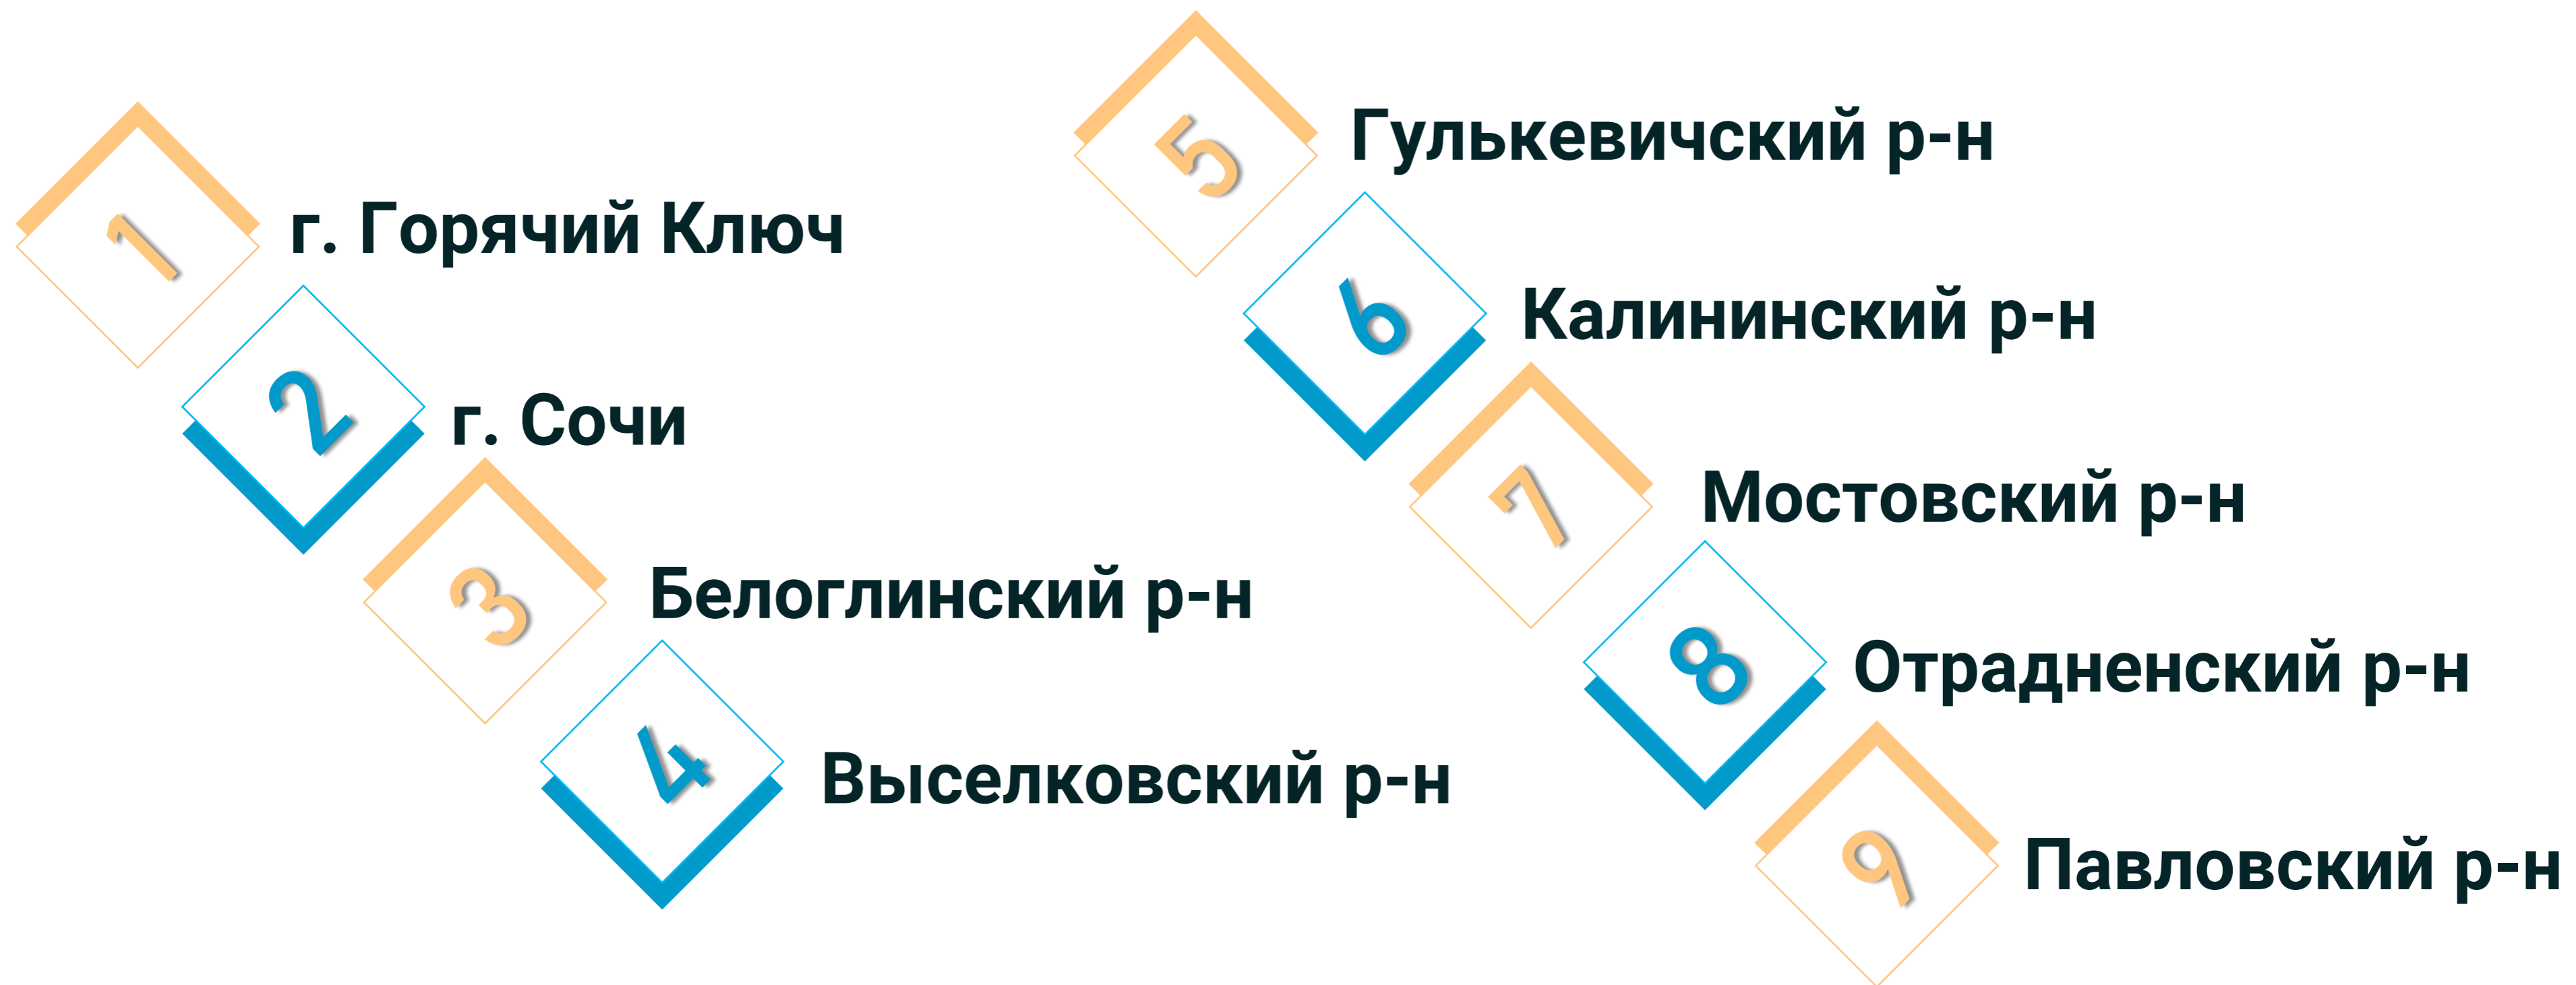 1
г. Горячий Ключ
2
г. Сочи
3
Белоглинский р-н
4
Выселковский р-н
5
Гулькевичский р-н
6
Калининский р-н
7
Мостовский р-н
8
Отрадненский р-н
9
Павловский р-н